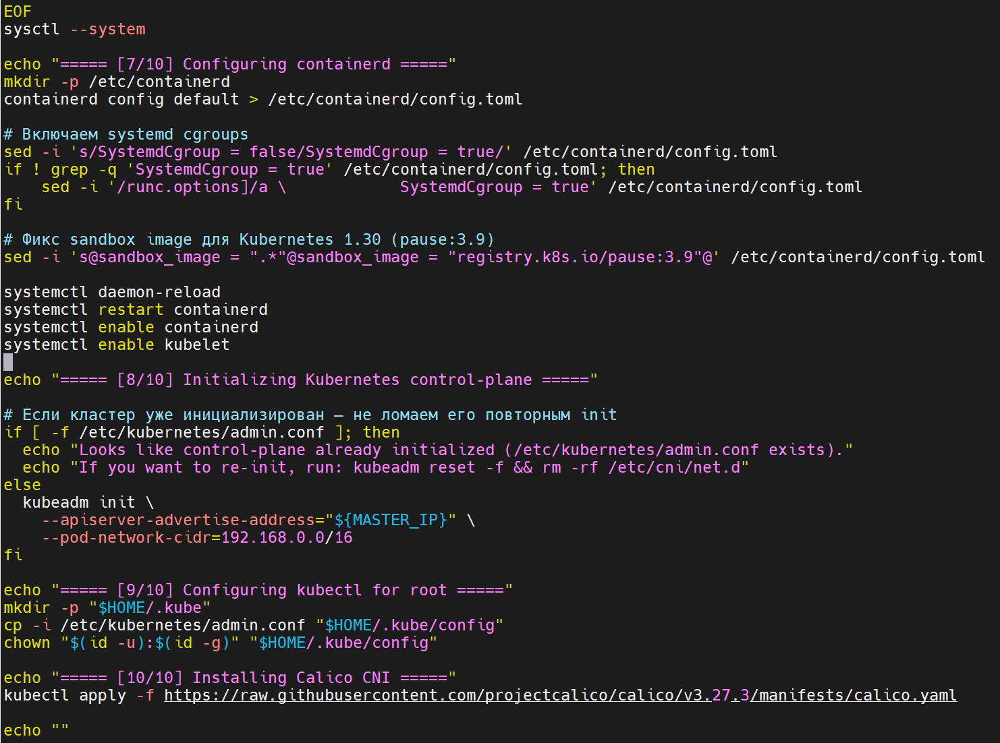 EOF
sysctl --system
echo "===== [7/10] Configuring containerd ====="
mkdir -p /etc/containerd
containerd config default > /etc/containerd/config.toml
# Включаем systemd cgroups
sed -i 's/SystemdCgroup = false/SystemdCgroup = true/' /etc/containerd/config.toml
if ! grep -q 'SystemdCgroup = true' /etc/containerd/config.toml; then
    sed -i '/runc.options]/a \            SystemdCgroup = true' /etc/containerd/config.toml
fi
# Фикс sandbox image для Kubernetes 1.30 (pause:3.9)
sed -i 's@sandbox_image = ".*"@sandbox_image = "registry.k8s.io/pause:3.9"@' /etc/containerd/config.toml
systemctl daemon-reload
systemctl restart containerd
systemctl enable containerd
systemctl enable kubelet
echo "===== [8/10] Initializing Kubernetes control-plane ====="
# Если кластер уже инициализирован — не ломаем его повторным init
if [ -f /etc/kubernetes/admin.conf ]; then
  echo "Looks like control-plane already initialized (/etc/kubernetes/admin.conf exists)."
  echo "If you want to re-init, run: kubeadm reset -f && rm -rf /etc/cni/net.d"
else
  kubeadm init \
    --apiserver-advertise-address="${MASTER_IP}" \
    --pod-network-cidr=192.168.0.0/16
fi
echo "===== [9/10] Configuring kubectl for root ====="
mkdir -p "$HOME/.kube"
cp -i /etc/kubernetes/admin.conf "$HOME/.kube/config"
chown "$(id -u):$(id -g)" "$HOME/.kube/config"
echo "===== [10/10] Installing Calico CNI ====="
kubectl apply -f https://raw.githubusercontent.com/projectcalico/calico/v3.27.3/manifests/calico.yaml
echo ""